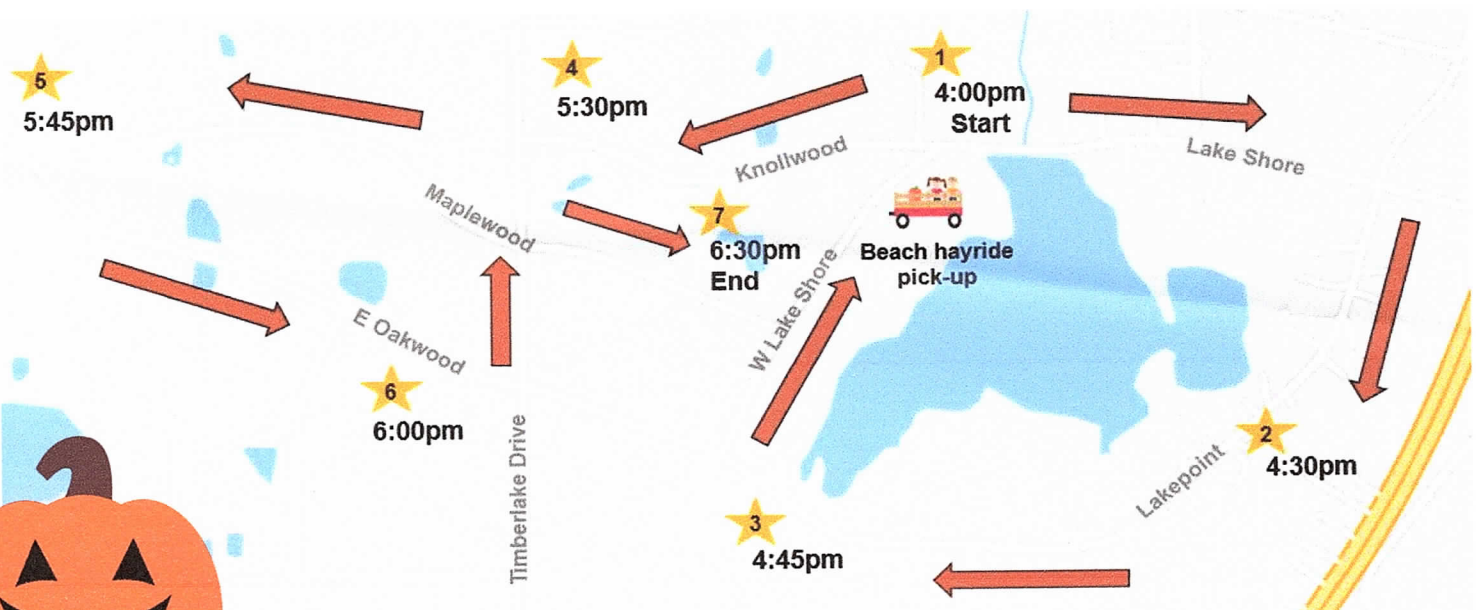 1
4:00pm
Start
4
5:30pm
5
5:45pm
Knollwood
Lake Shore
Maplewood
7
6:30pm
End
Beach hayride
pick-up
W Lake Shore
E Oakwood
6
6:00pm
Timberlake Drive
2
4:30pm
Lakepoint
3
4:45pm